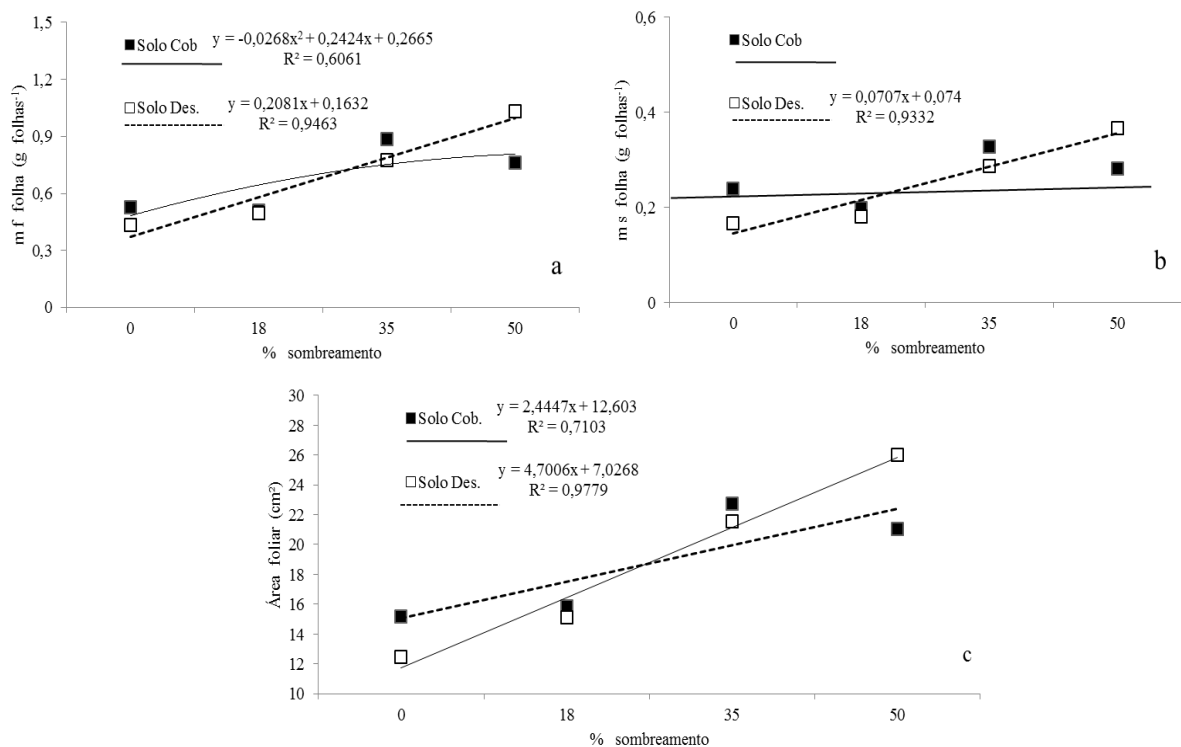 1,5
1,2
0,9
0,6
0,3
0
m f folha (g folhas⁻¹)
Solo Cob y = -0,0268x² + 0,2424x + 0,2665
R² = 0,6061
Solo Des. y = 0,2081x + 0,1632
R² = 0,9463
a
0 18 35 50
% sombreamento
0,6
0,4
0,2
0
m s folha (g folhas⁻¹)
Solo Cob
Solo Des. y = 0,0707x + 0,074
R² = 0,9332
b
0 18 35 50
% sombreamento
30
28
26
24
22
20
18
16
14
12
10
Área foliar (cm²)
Solo Cob. y = 2,4447x + 12,603
R² = 0,7103
Solo Des. y = 4,7006x + 7,0268
R² = 0,9779
c
0 18 35 50
% sombreamento